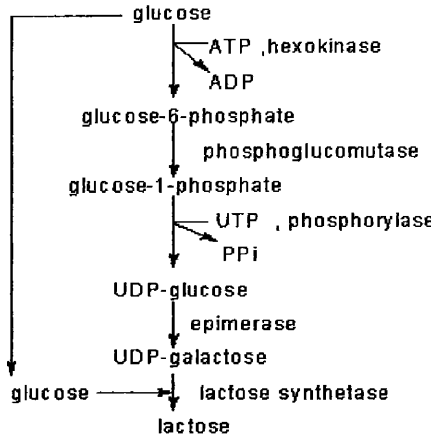 glucose
ATP ,hexokinase
ADP
glucose-6-phosphate
phosphoglucomutase
glucose-1-phosphate
UTP , phosphorylase
PPi
UDP-glucose
epimerase
UDP-galactose
glucose lactose synthetase
lactose